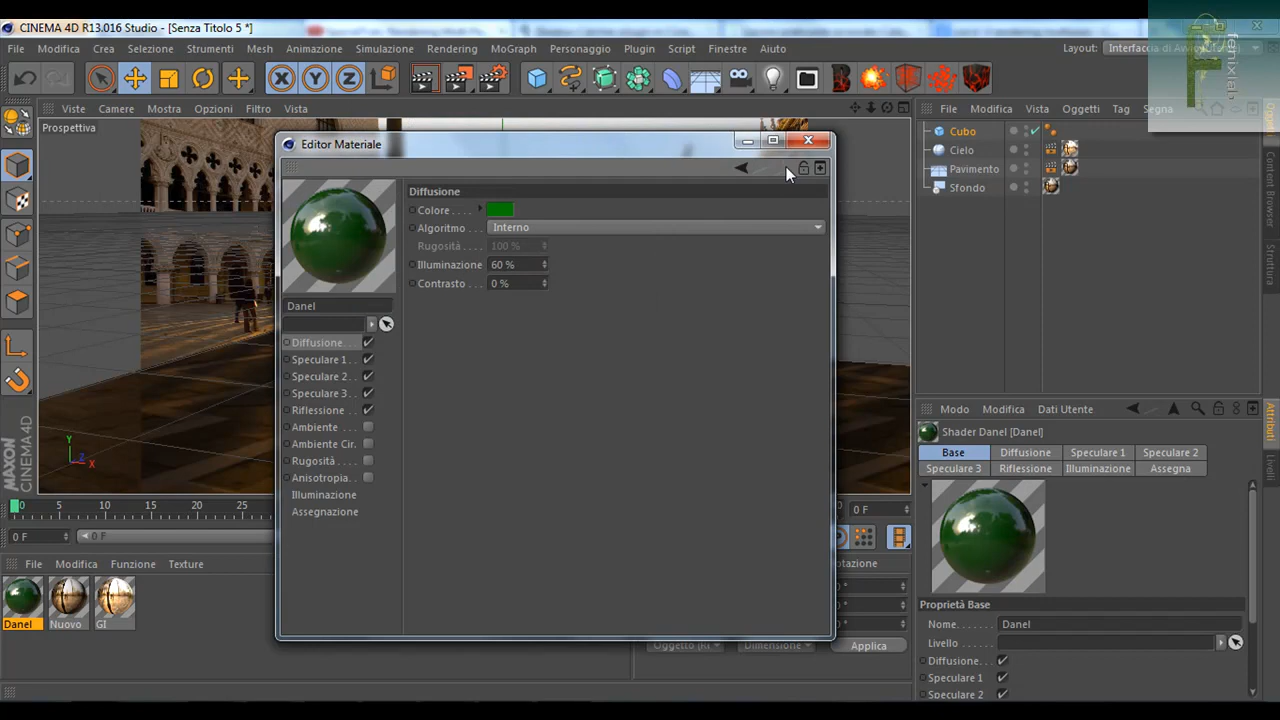 CINEMA 4D R13.016 Studio - [Senza Titolo 5 *]
File Modifica Crea Selezione Strumenti Mesh Animazione Simulazione Rendering MoGraph Personaggio Plugin Script Finestre Aiuto Layout:
fenixlab
X Y Z
Viste Camere Mostra Opzioni Filtro Vista
File Modifica Vista Oggetti Tag Segna
Prospettiva
Editor Materiale
Cubo
Cielo
Pavimento
Sfondo
Oggetti
Content Browser
Struttura
Diffusione
Colore . . . .
Algoritmo . Interno
Rugosità . . . . 100 %
Illuminazione 60 %
Contrasto . . . 0 %
Danel
Diffusione. . .
Speculare 1 . .
Speculare 2. . .
Speculare 3 . .
Riflessione . .
Ambiente . . .
Ambiente Cir.
Rugosità . . . .
Anisotropia. .
Illuminazione
Assegnazione
Modo Modifica Dati Utente
Shader Danel [Danel]
Base Diffusione Speculare 1 Speculare 2
Speculare 3 Riflessione Illuminazione Assegna
Attributi
Livelli
Proprietà Base
Nome. Danel
Livello
Diffusione. . .
Speculare 1
Speculare 2
Y
X
Z
0 5 10 15 20 25
0 F
0 F 0 F
File Modifica Funzione Texture
Danel Nuovo GI
otazione
Applica
MAXON
CINEMA 4D